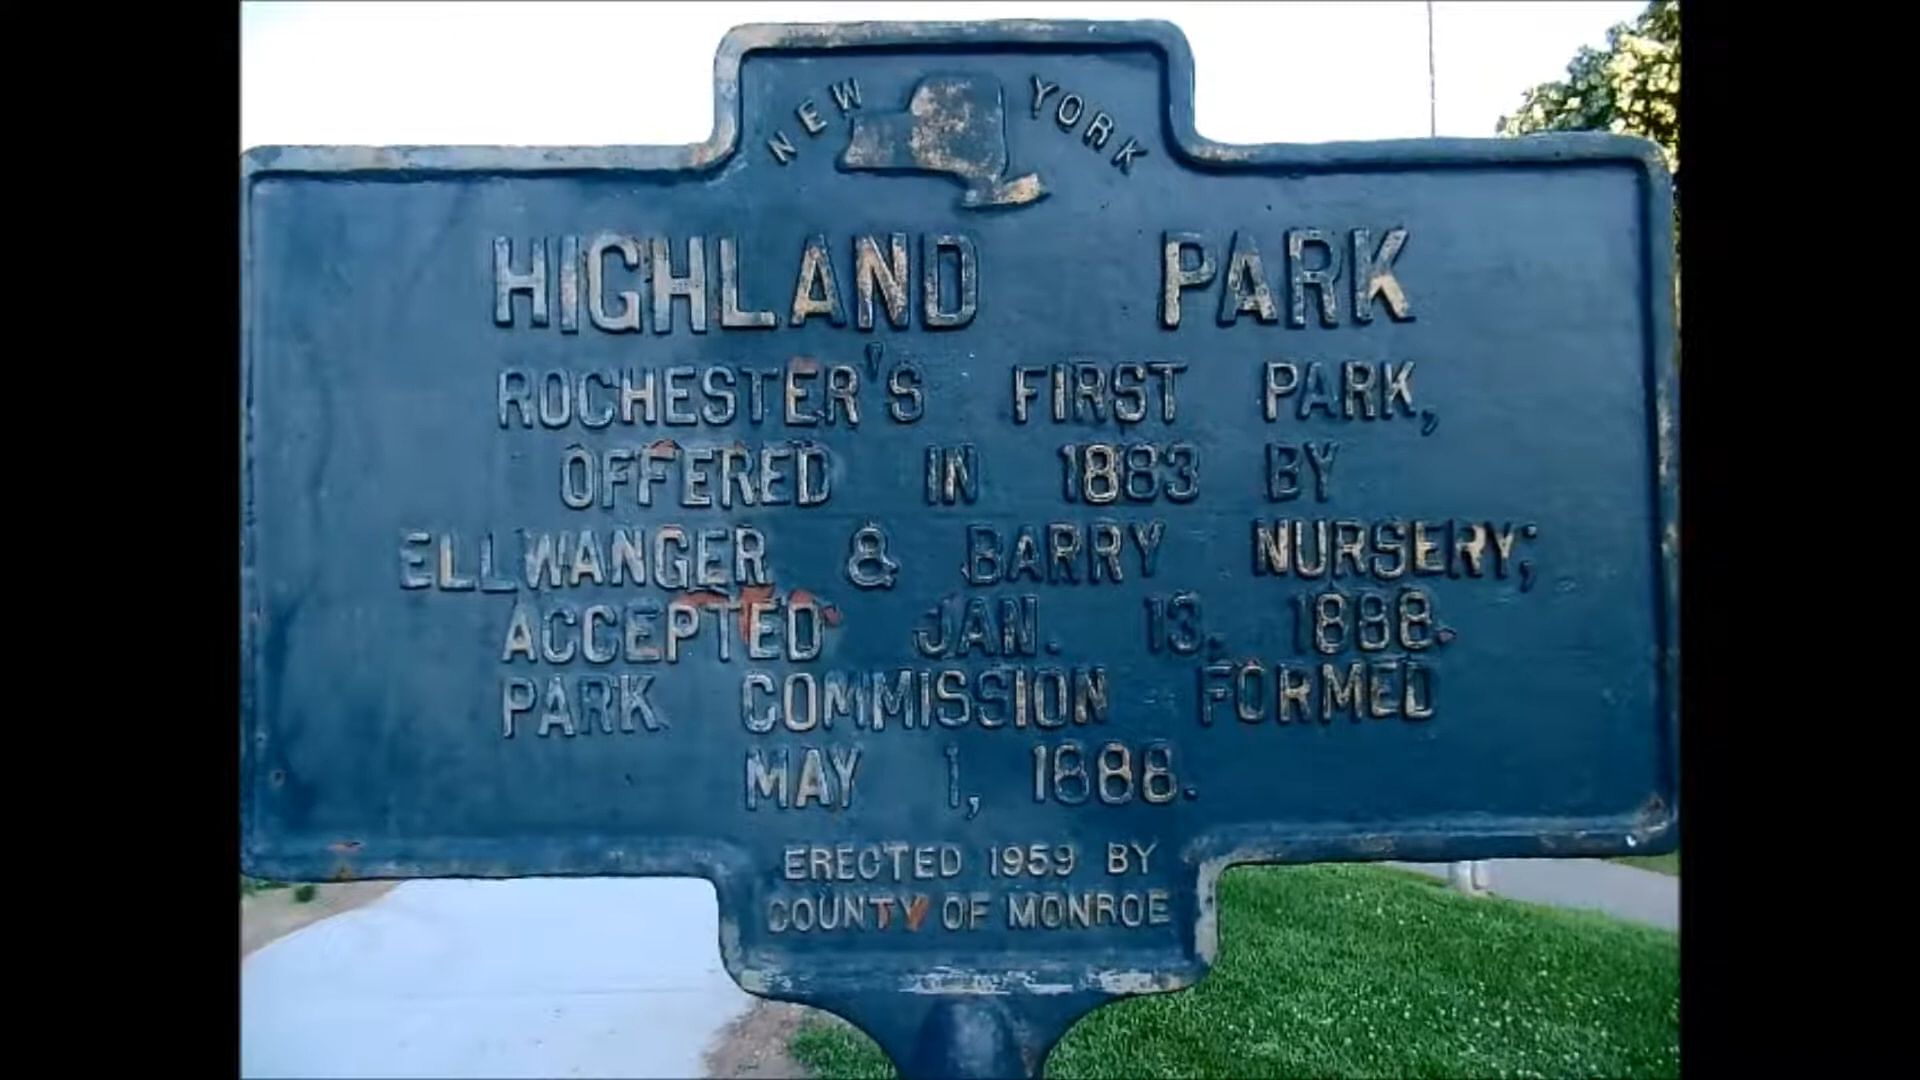 NEW YORK
HIGHLAND PARK
ROCHESTER'S FIRST PARK,
OFFERED IN 1883 BY
ELLWANGER & BARRY NURSERY;
ACCEPTED JAN. 13, 1888.
PARK COMMISSION FORMED
MAY 1, 1888.
ERECTED 1959 BY
COUNTY OF MONROE